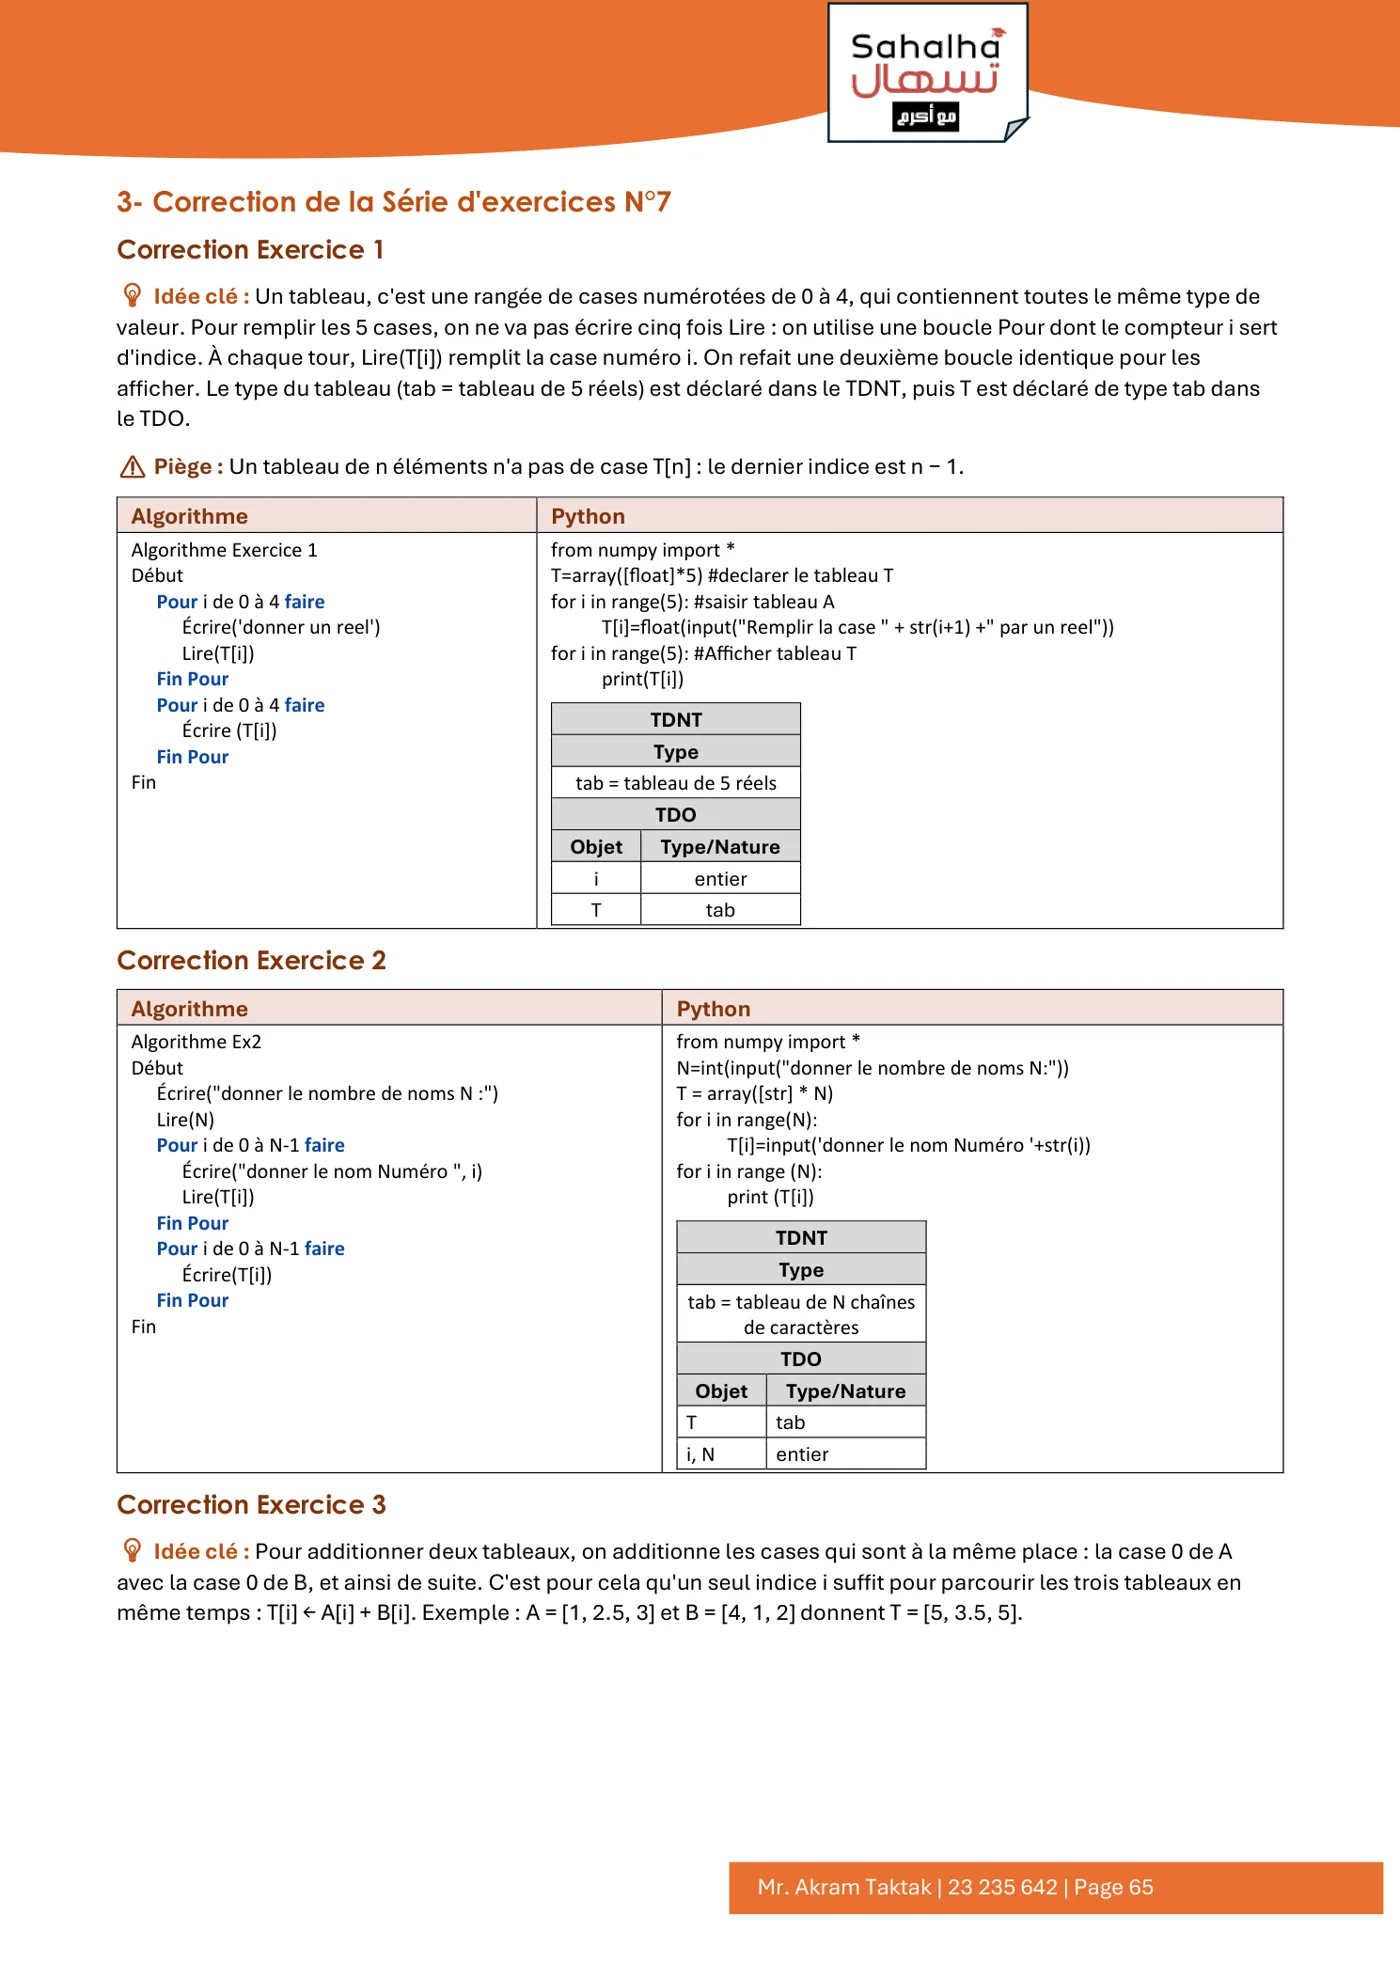 Sahalha
تسهال
مع أكرم
3- Correction de la Série d'exercices N°7
Correction Exercice 1
Idée clé : Un tableau, c'est une rangée de cases numérotées de 0 à 4, qui contiennent toutes le même type de
valeur. Pour remplir les 5 cases, on ne va pas écrire cinq fois Lire : on utilise une boucle Pour dont le compteur i sert
d'indice. À chaque tour, Lire(T[i]) remplit la case numéro i. On refait une deuxième boucle identique pour les
afficher. Le type du tableau (tab = tableau de 5 réels) est déclaré dans le TDNT, puis T est déclaré de type tab dans
le TDO.
Piège : Un tableau de n éléments n'a pas de case T[n] : le dernier indice est n − 1.
Algorithme
Algorithme Exercice 1
Début
Pour i de 0 à 4 faire
Écrire('donner un reel')
Lire(T[i])
Fin Pour
Pour i de 0 à 4 faire
Écrire (T[i])
Fin Pour
Fin
Python
from numpy import *
T=array([float]*5) #declarer le tableau T
for i in range(5): #saisir tableau A
T[i]=float(input("Remplir la case " + str(i+1) +" par un reel"))
for i in range(5): #Afficher tableau T
print(T[i])
TDNT
Type
tab = tableau de 5 réels
TDO
Objet Type/Nature
i entier
T tab
Correction Exercice 2
Algorithme
Algorithme Ex2
Début
Écrire("donner le nombre de noms N :")
Lire(N)
Pour i de 0 à N-1 faire
Écrire("donner le nom Numéro ", i)
Lire(T[i])
Fin Pour
Pour i de 0 à N-1 faire
Écrire(T[i])
Fin Pour
Fin
Python
from numpy import *
N=int(input("donner le nombre de noms N:"))
T = array([str] * N)
for i in range(N):
T[i]=input('donner le nom Numéro '+str(i))
for i in range (N):
print (T[i])
TDNT
Type
tab = tableau de N chaînes
de caractères
TDO
Objet Type/Nature
T tab
i, N entier
Correction Exercice 3
Idée clé : Pour additionner deux tableaux, on additionne les cases qui sont à la même place : la case 0 de A
avec la case 0 de B, et ainsi de suite. C'est pour cela qu'un seul indice i suffit pour parcourir les trois tableaux en
même temps : T[i] ← A[i] + B[i]. Exemple : A = [1, 2.5, 3] et B = [4, 1, 2] donnent T = [5, 3.5, 5].
Mr. Akram Taktak | 23 235 642 | Page 65